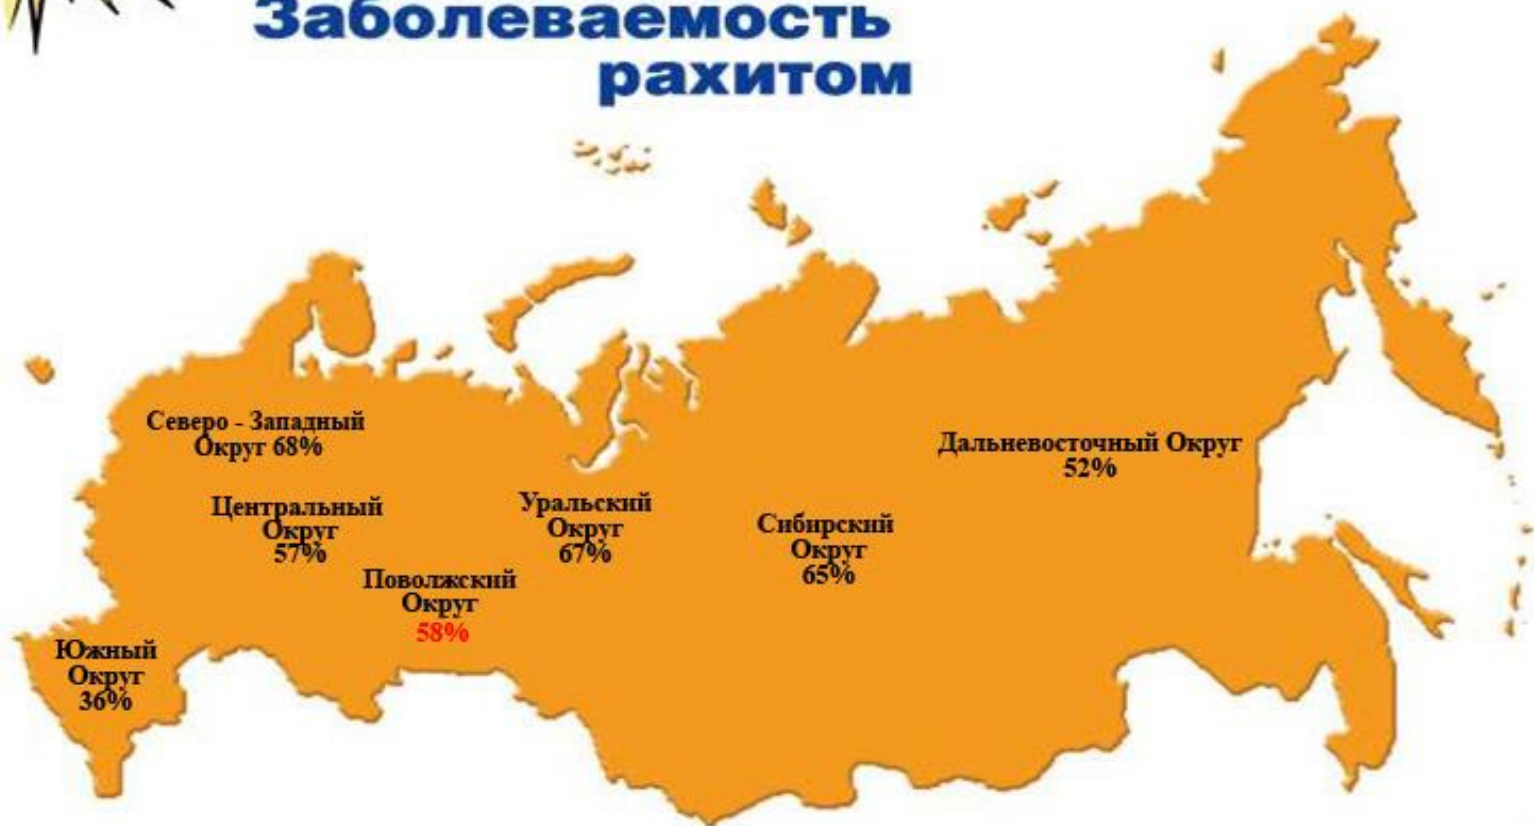 Заболеваемость
рахитом
Северо - Западный
Округ 68%
Центральный
Округ
57%
Поволжский
Округ
58%
Южный
Округ
36%
Уральский
Округ
67%
Сибирский
Округ
65%
Дальневосточный Округ
52%